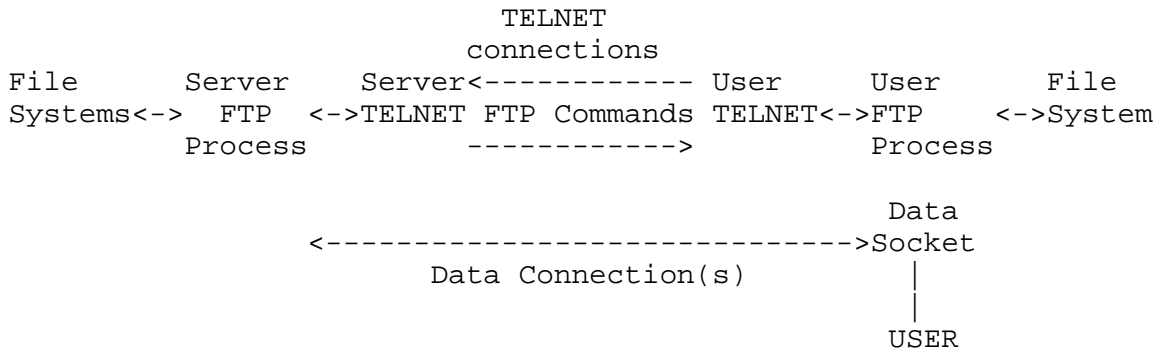 TELNET
connections
File Server Server<------------ User User File
Systems<-> FTP <->TELNET FTP Commands TELNET<->FTP <->System
Process ------------> Process
Data
<------------------------------>Socket
Data Connection(s) |
|
USER